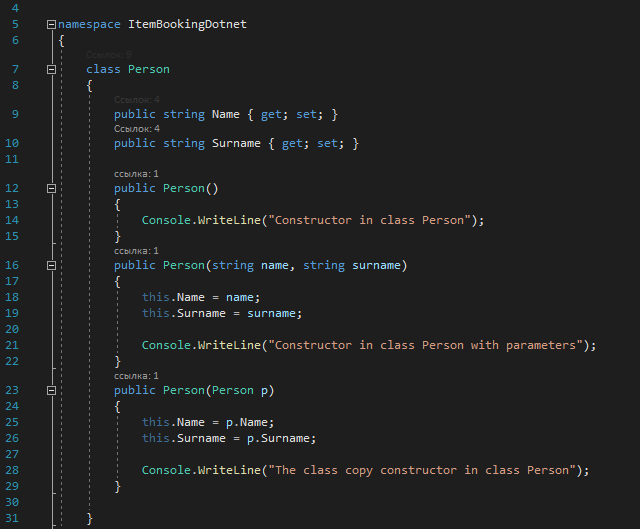 4
5 namespace ItemBookingDotnet
6 {
Ссылок: 9
7 class Person
8 {
Ссылок: 4
9 public string Name { get; set; }
Ссылок: 4
10 public string Surname { get; set; }
11
ссылка: 1
12 public Person()
13 {
14 Console.WriteLine("Constructor in class Person");
15 }
ссылка: 1
16 public Person(string name, string surname)
17 {
18 this.Name = name;
19 this.Surname = surname;
20
21 Console.WriteLine("Constructor in class Person with parameters");
22 }
ссылка: 1
23 public Person(Person p)
24 {
25 this.Name = p.Name;
26 this.Surname = p.Surname;
27
28 Console.WriteLine("The class copy constructor in class Person");
29 }
30
31 }